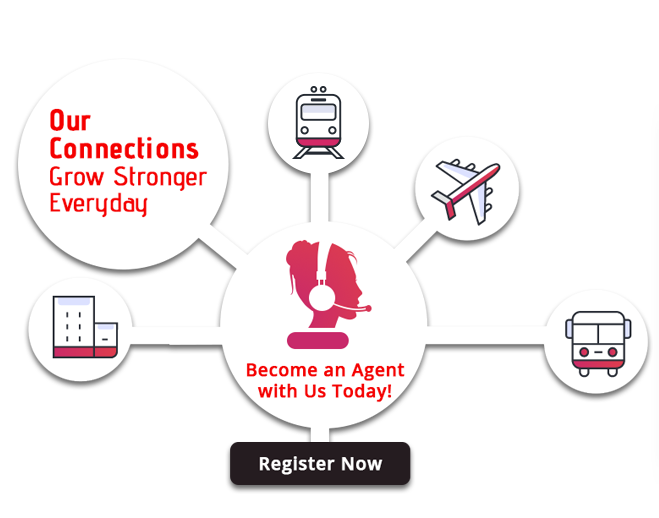 Our
Connections
Grow Stronger
Everyday
Become an Agent
with Us Today!
Register Now